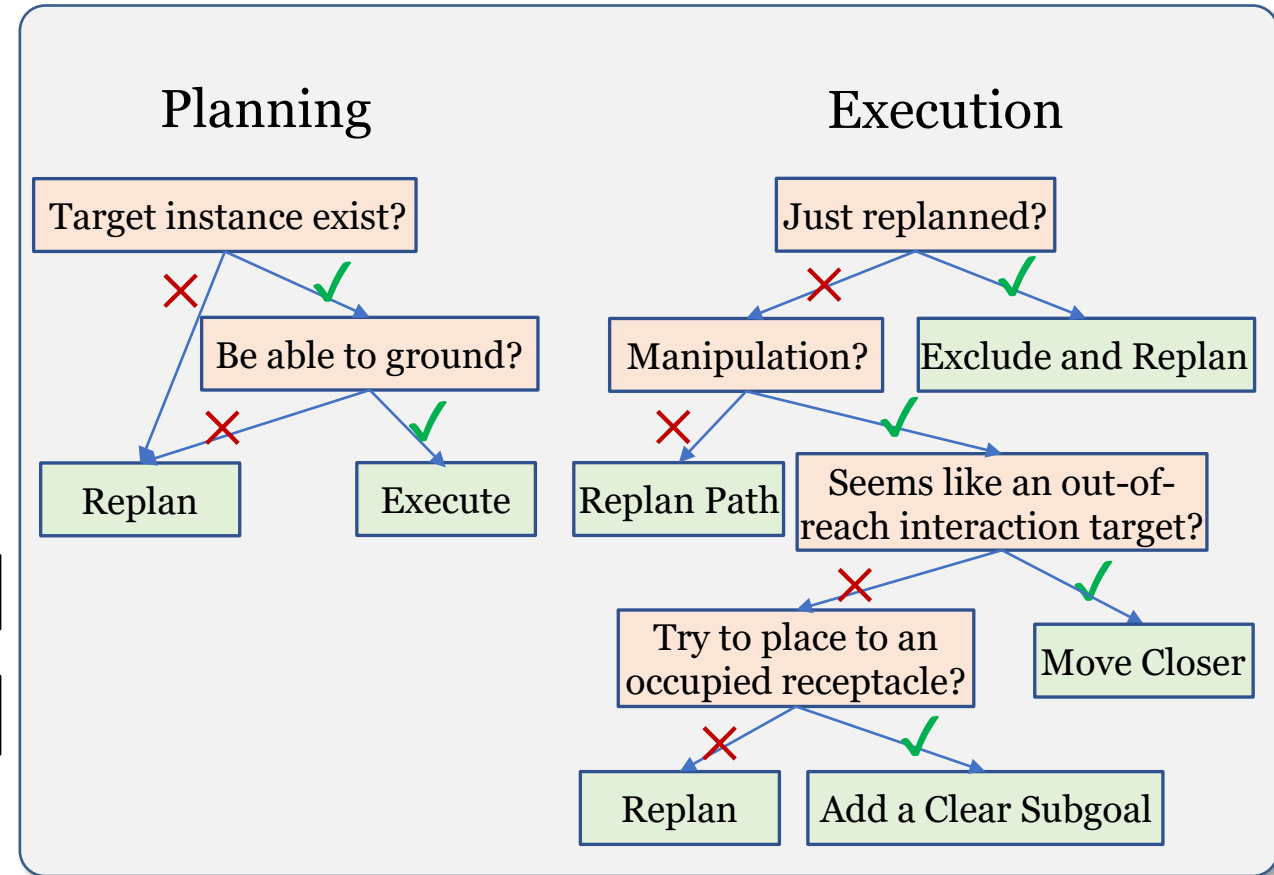 Planning
Target instance exist?
Be able to ground?
Replan
Execute
Execution
Just replanned?
Manipulation?
Exclude and Replan
Replan Path
Seems like an out-of-
reach interaction target?
Try to place to an
occupied receptacle?
Move Closer
Replan
Add a Clear Subgoal